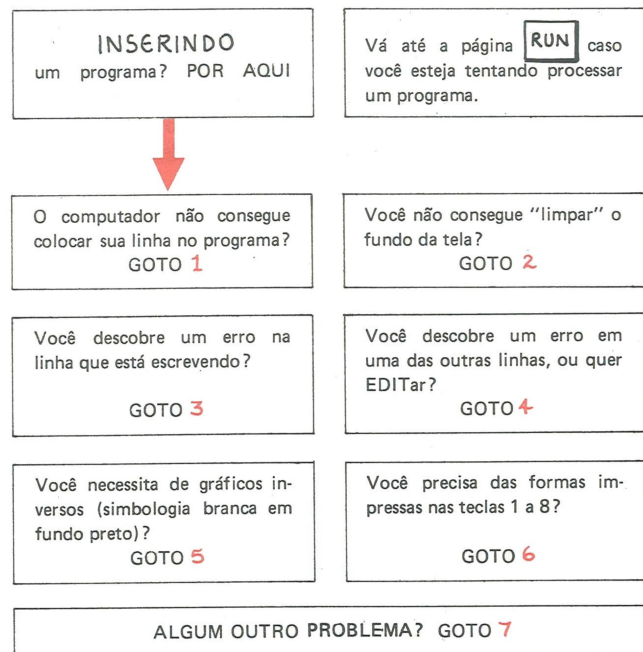 INSERINDO
um programa? POR AQUI
Vá até a página RUN caso
você esteja tentando processar
um programa.
O computador não consegue
colocar sua linha no programa?
GOTO 1
Você não consegue "limpar" o
fundo da tela?
GOTO 2
Você descobre um erro na
linha que está escrevendo?
GOTO 3
Você descobre um erro em
uma das outras linhas, ou quer
EDITar?
GOTO 4
Você necessita de gráficos in-
versos (simbologia branca em
fundo preto)?
GOTO 5
Você precisa das formas im-
pressas nas teclas 1 a 8?
GOTO 6
ALGUM OUTRO PROBLEMA? GOTO 7